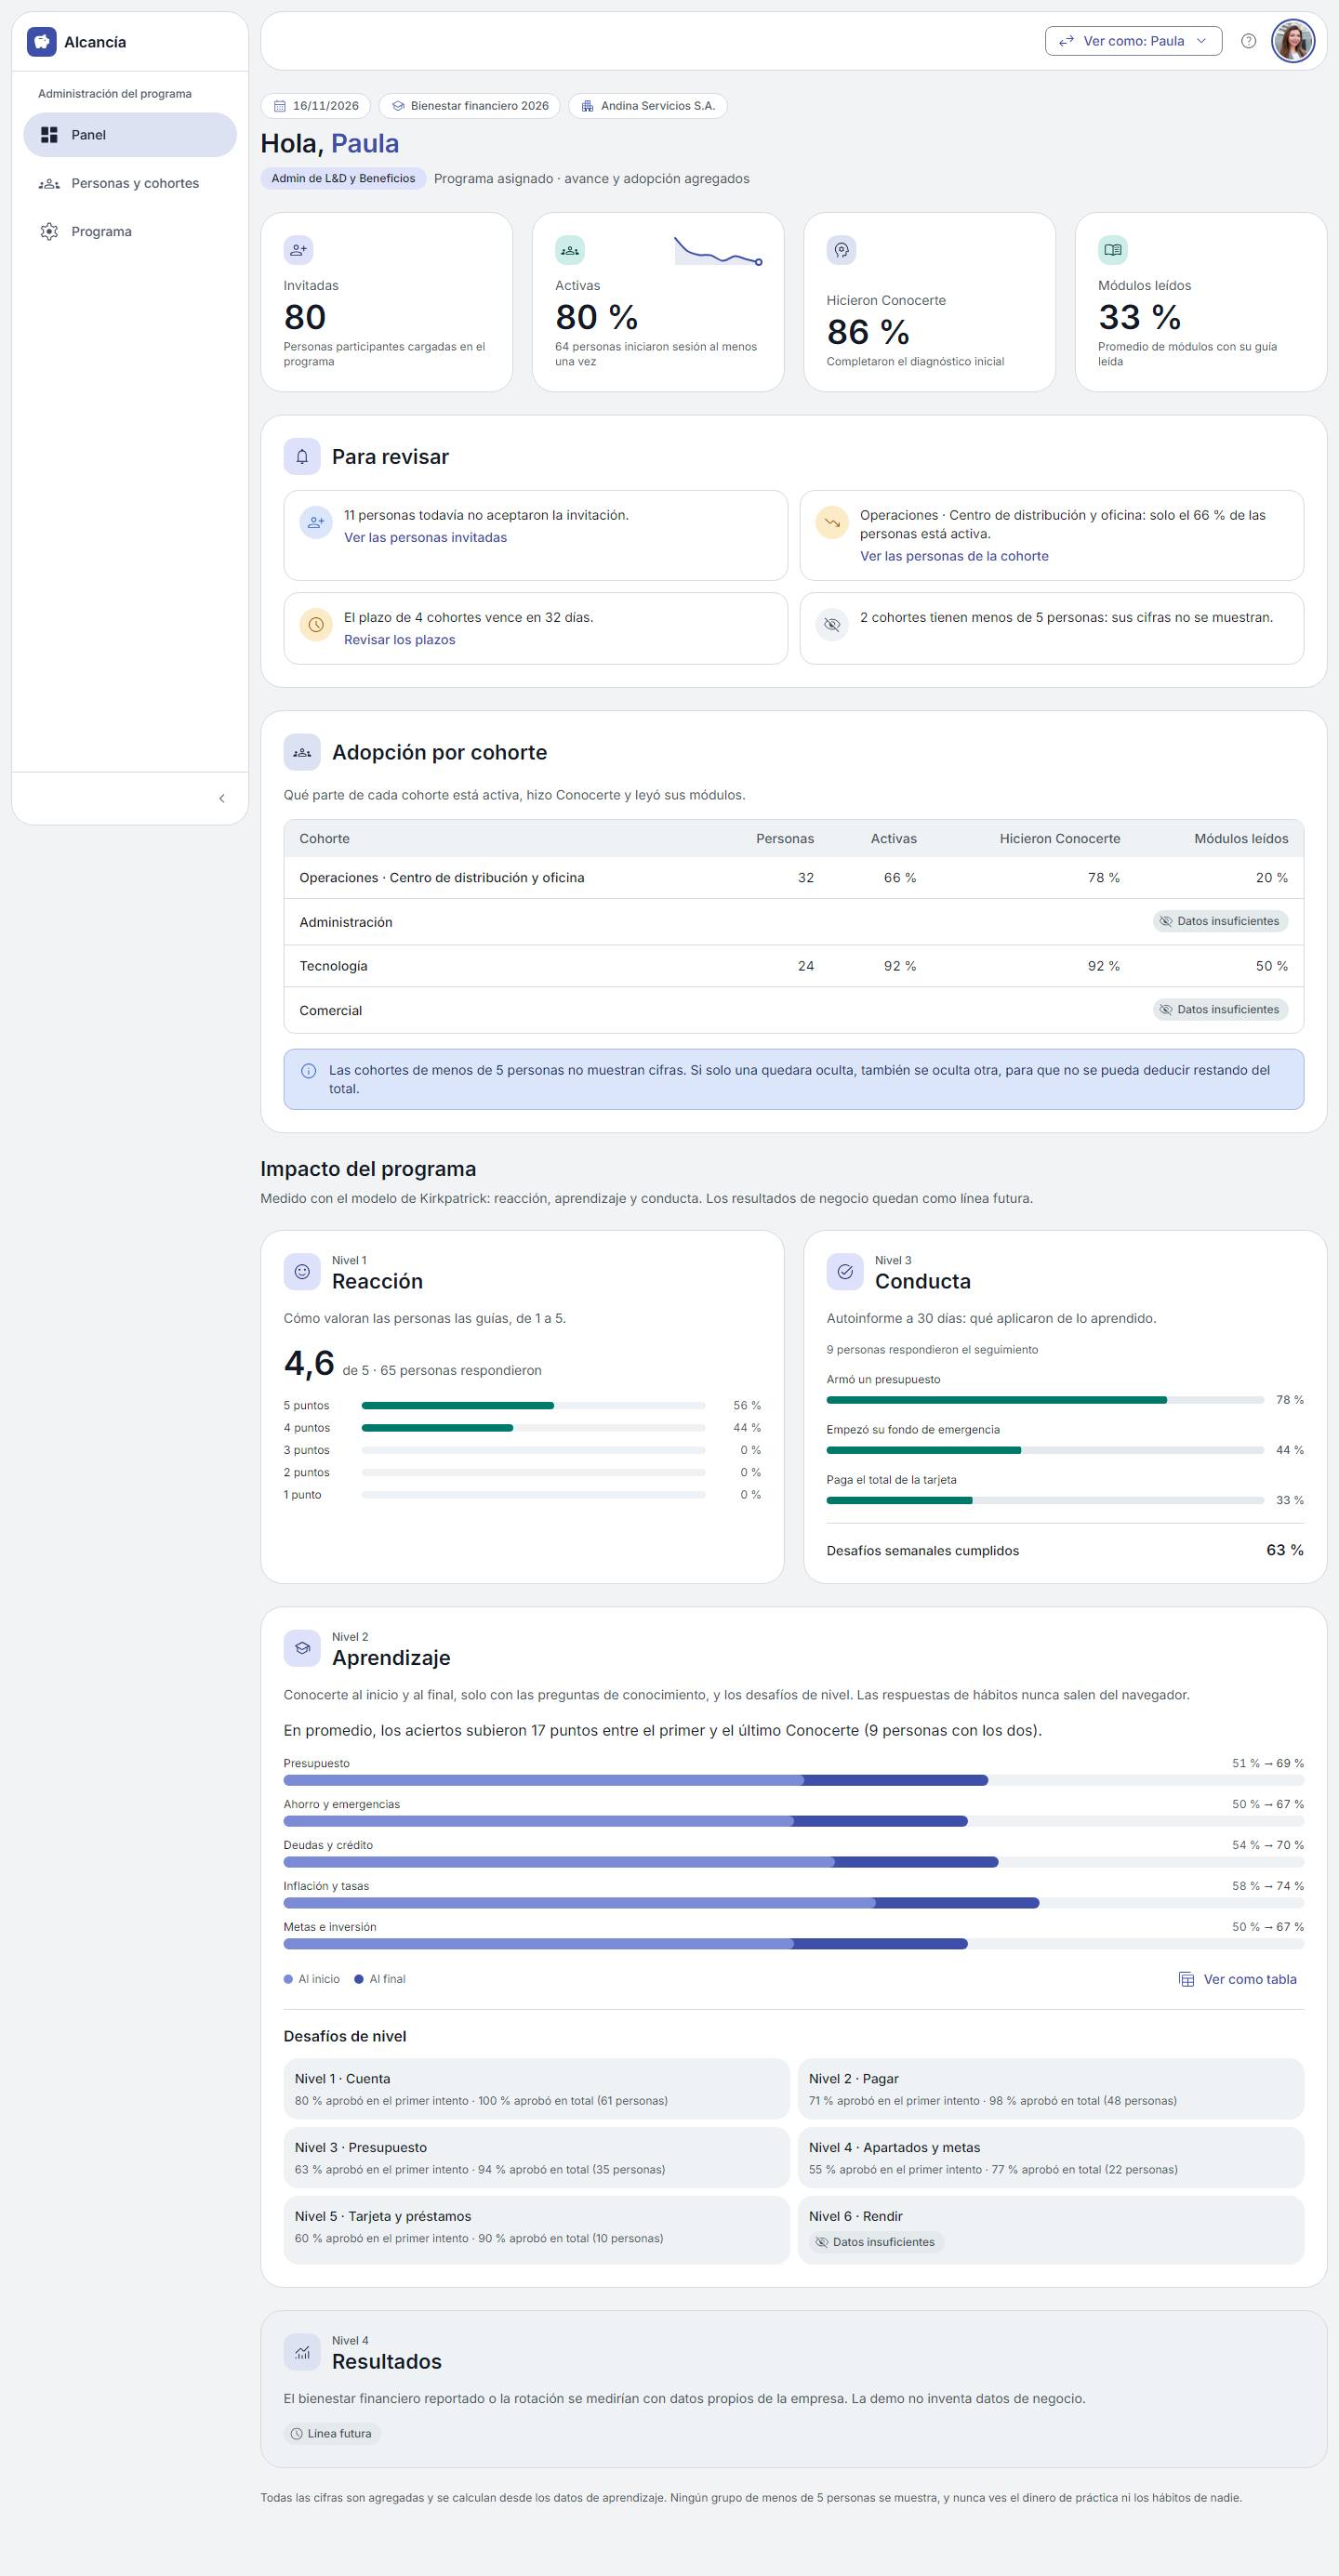 Alcancía
Ver como: Paula
Administración del programa
Panel
Personas y cohortes
Programa
16/11/2026
Bienestar financiero 2026
Andina Servicios S.A.
Hola, Paula
Admin de L&D y Beneficios
Programa asignado · avance y adopción agregados
Invitadas
80
Personas participantes cargadas en el
programa
Activas
80 %
64 personas iniciaron sesión al menos
una vez
Hicieron Conocerte
86 %
Completaron el diagnóstico inicial
Módulos leídos
33 %
Promedio de módulos con su guía
leída
Para revisar
11 personas todavía no aceptaron la invitación.
Ver las personas invitadas
Operaciones · Centro de distribución y oficina: solo el 66 % de las
personas está activa.
Ver las personas de la cohorte
El plazo de 4 cohortes vence en 32 días.
Revisar los plazos
2 cohortes tienen menos de 5 personas: sus cifras no se muestran.
Adopción por cohorte
Qué parte de cada cohorte está activa, hizo Conocerte y leyó sus módulos.
Cohorte Personas Activas Hicieron Conocerte Módulos leídos
Operaciones · Centro de distribución y oficina 32 66 % 78 % 20 %
Administración Datos insuficientes
Tecnología 24 92 % 92 % 50 %
Comercial Datos insuficientes
Las cohortes de menos de 5 personas no muestran cifras. Si solo una quedara oculta, también se oculta otra, para que no se pueda deducir restando del
total.
Impacto del programa
Medido con el modelo de Kirkpatrick: reacción, aprendizaje y conducta. Los resultados de negocio quedan como línea futura.
Nivel 1
Reacción
Cómo valoran las personas las guías, de 1 a 5.
4,6 de 5 · 65 personas respondieron
5 puntos 56 %
4 puntos 44 %
3 puntos 0 %
2 puntos 0 %
1 punto 0 %
Nivel 3
Conducta
Autoinforme a 30 días: qué aplicaron de lo aprendido.
9 personas respondieron el seguimiento
Armó un presupuesto
78 %
Empezó su fondo de emergencia
44 %
Paga el total de la tarjeta
33 %
Desafíos semanales cumplidos 63 %
Nivel 2
Aprendizaje
Conocerte al inicio y al final, solo con las preguntas de conocimiento, y los desafíos de nivel. Las respuestas de hábitos nunca salen del navegador.
En promedio, los aciertos subieron 17 puntos entre el primer y el último Conocerte (9 personas con los dos).
Presupuesto 51 % → 69 %
Ahorro y emergencias 50 % → 67 %
Deudas y crédito 54 % → 70 %
Inflación y tasas 58 % → 74 %
Metas e inversión 50 % → 67 %
Al inicio Al final Ver como tabla
Desafíos de nivel
Nivel 1 · Cuenta
80 % aprobó en el primer intento · 100 % aprobó en total (61 personas)
Nivel 2 · Pagar
71 % aprobó en el primer intento · 98 % aprobó en total (48 personas)
Nivel 3 · Presupuesto
63 % aprobó en el primer intento · 94 % aprobó en total (35 personas)
Nivel 4 · Apartados y metas
55 % aprobó en el primer intento · 77 % aprobó en total (22 personas)
Nivel 5 · Tarjeta y préstamos
60 % aprobó en el primer intento · 90 % aprobó en total (10 personas)
Nivel 6 · Rendir
Datos insuficientes
Nivel 4
Resultados
El bienestar financiero reportado o la rotación se medirían con datos propios de la empresa. La demo no inventa datos de negocio.
Línea futura
Todas las cifras son agregadas y se calculan desde los datos de aprendizaje. Ningún grupo de menos de 5 personas se muestra, y nunca ves el dinero de práctica ni los hábitos de nadie.